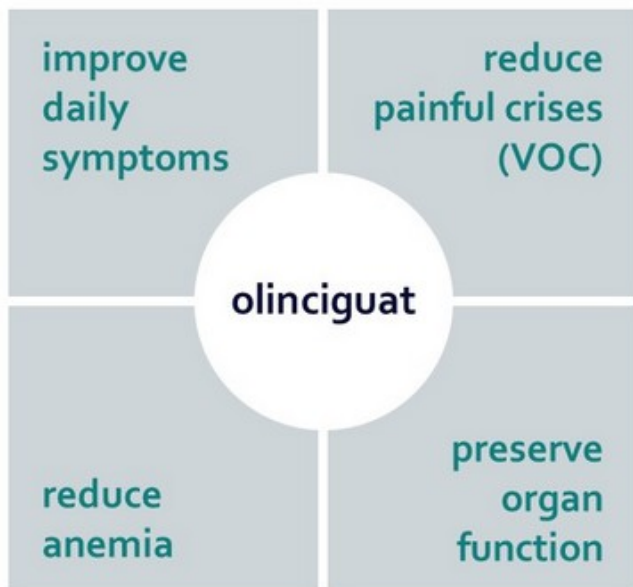 improve
daily
symptoms
reduce
painful crises
(VOC)
olinciguat
reduce
anemia
preserve
organ
function